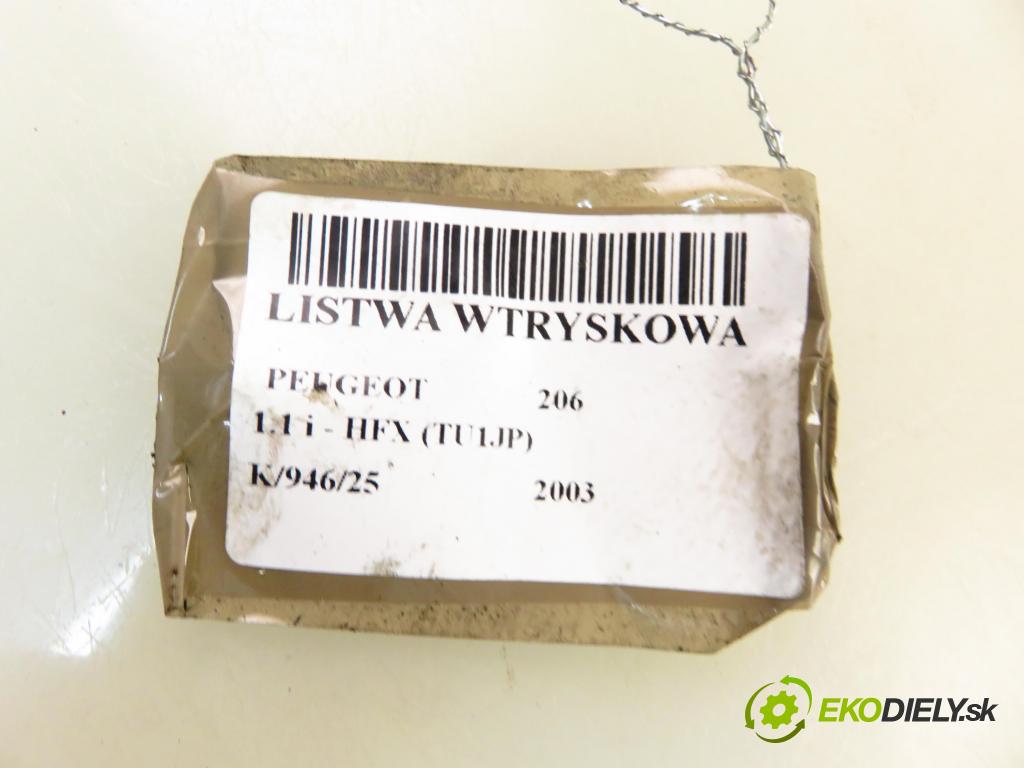 LISTWA WTRYSKOWA
PEUGEOT 206
1.1 i - HFX (TU1JP)
K/946/25 2003
EKODIELY.sk